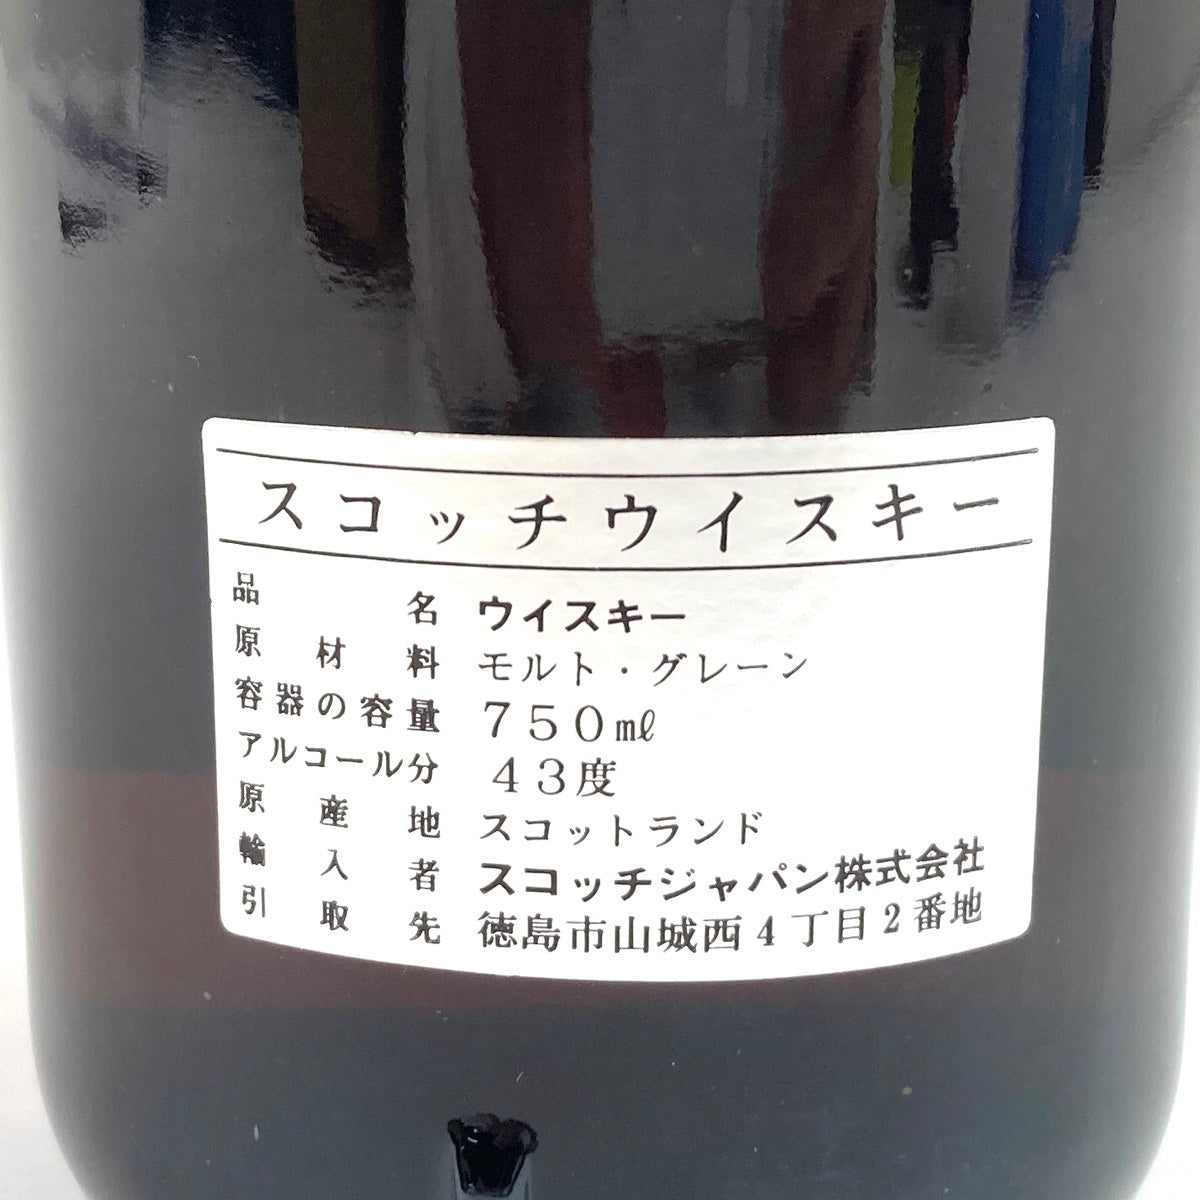 スコッチウイスキー
品名 ウイスキー
原材料 モルト・グレーン
容器の容量 750㎖
アルコール分 43度
原産地 スコットランド
輸入者 スコッチジャパン株式会社
引取先 徳島市山城西4丁目2番地